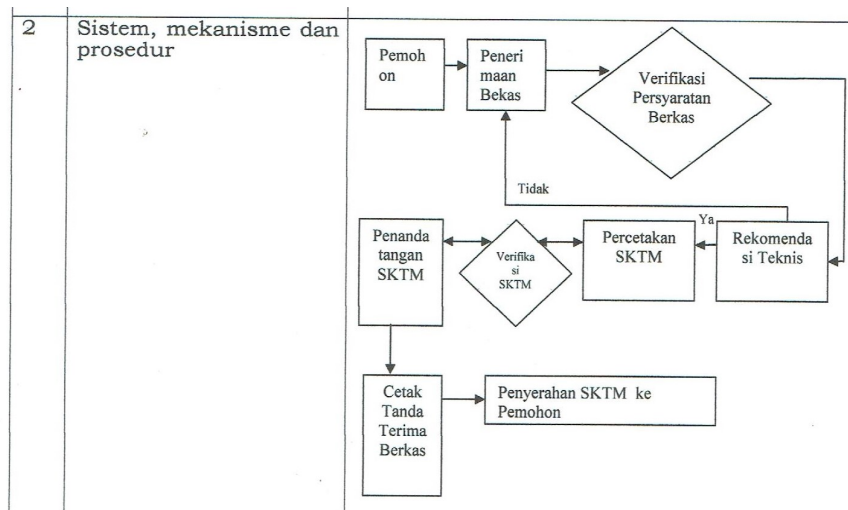 2
Sistem, mekanisme dan
prosedur
Pemoh
on
Peneri
maan
Bekas
Verifikasi
Persyaratan
Berkas
Tidak
Ya
Penanda
tangan
SKTM
Verifika
si
SKTM
Percetakan
SKTM
Rekomenda
si Teknis
Cetak
Tanda
Terima
Berkas
Penyerahan SKTM ke
Pemohon